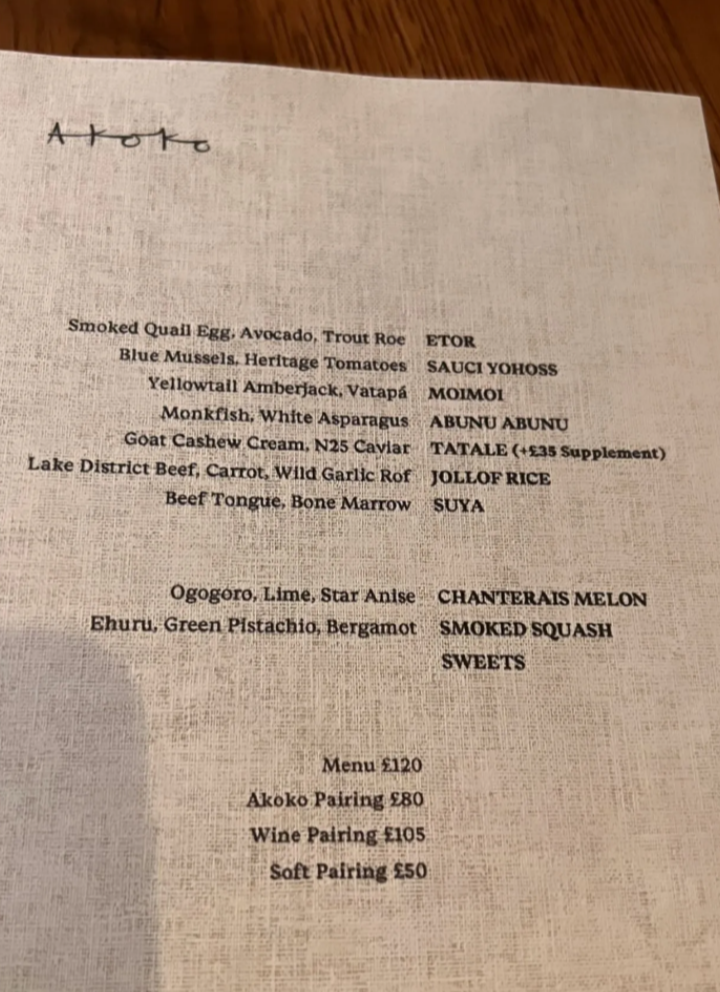 AKOKO
Smoked Quail Egg, Avocado, Trout Roe ETOR
Blue Mussels, Heritage Tomatoes SAUCI YOHOSS
Yellowtail Amberjack, Vatapá MOIMOI
Monkfish, White Asparagus ABUNU ABUNU
Goat Cashew Cream, N25 Caviar TATALE (+£35 Supplement)
Lake District Beef, Carrot, Wild Garlic Rof JOLLOF RICE
Beef Tongue, Bone Marrow SUYA
Ogogoro, Lime, Star Anise CHANTERAIS MELON
Ehuru, Green Pistachio, Bergamot SMOKED SQUASH
SWEETS
Menu £120
Akoko Pairing £80
Wine Pairing £105
Soft Pairing £50